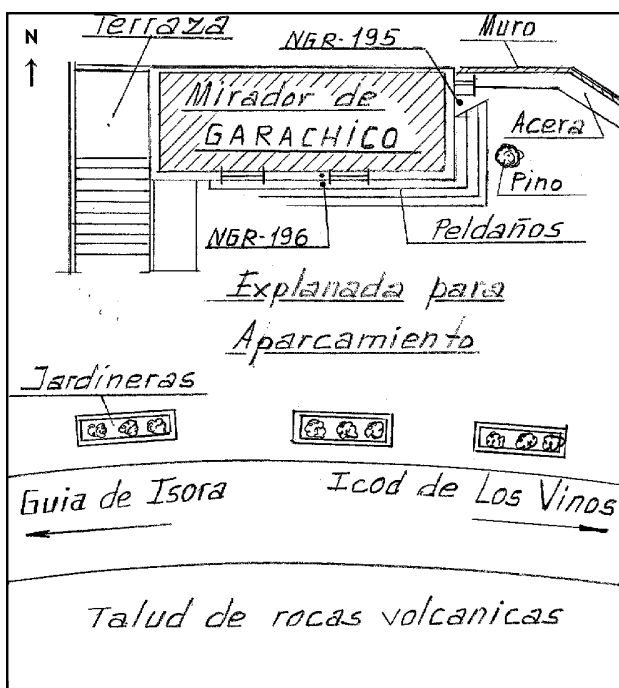 Terraza
NGR-195
Muro
N
Mirador de
GARACHICO
Acera
Pino
NGR-196
Peldaños
Explanada para
Aparcamiento
Jardineras
Guia de Isora
Icod de Los Vinos
Talud de rocas volcanicas